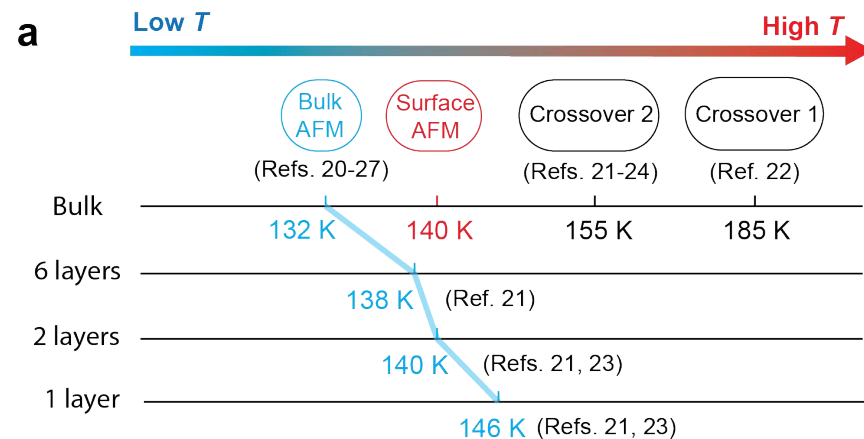 a
Low T
High T
Bulk
AFM
Surface
AFM
Crossover 2
Crossover 1
(Refs. 20-27)
(Refs. 21-24)
(Ref. 22)
Bulk
132 K
140 K
155 K
185 K
6 layers
138 K
(Ref. 21)
2 layers
140 K
(Refs. 21, 23)
1 layer
146 K
(Refs. 21, 23)